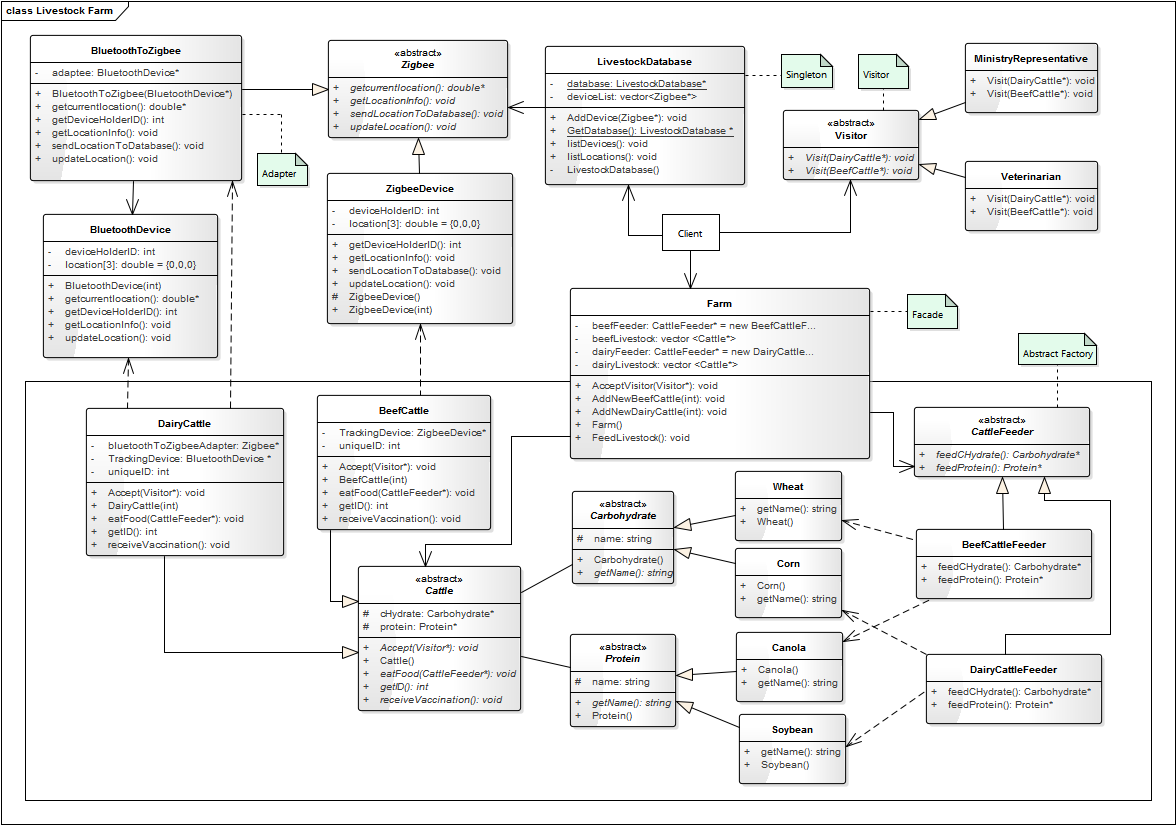 class Livestock Farm
BluetoothToZigbee
- adaptee: BluetoothDevice*
+ BluetoothToZigbee(BluetoothDevice*)
+ getcurrentlocation(): double*
+ getDeviceHolderID(): int
+ getLocationInfo(): void
+ sendLocationToDatabase(): void
+ updateLocation(): void
«abstract»
Zigbee
+ getcurrentlocation(): double*
+ getLocationInfo(): void
+ sendLocationToDatabase(): void
+ updateLocation(): void
LivestockDatabase
- database: LivestockDatabase*
- deviceList: vector<Zigbee*>
+ AddDevice(Zigbee*): void
+ GetDatabase(): LivestockDatabase *
+ listDevices(): void
+ listLocations(): void
- LivestockDatabase()
Singleton
Visitor
MinistryRepresentative
+ Visit(DairyCattle*): void
+ Visit(BeefCattle*): void
«abstract»
Visitor
+ Visit(DairyCattle*): void
+ Visit(BeefCattle*): void
Veterinarian
+ Visit(DairyCattle*): void
+ Visit(BeefCattle*): void
Adapter
ZigbeeDevice
- deviceHolderID: int
- location[3]: double = {0,0,0}
+ getDeviceHolderID(): int
+ getLocationInfo(): void
+ sendLocationToDatabase(): void
+ updateLocation(): void
# ZigbeeDevice()
+ ZigbeeDevice(int)
BluetoothDevice
- deviceHolderID: int
- location[3]: double = {0,0,0}
+ BluetoothDevice(int)
+ getcurrentlocation(): double*
+ getDeviceHolderID(): int
+ getLocationInfo(): void
+ updateLocation(): void
Client
Farm
- beefFeeder: CattleFeeder* = new BeefCattleF...
- beefLivestock: vector <Cattle*>
- dairyFeeder: CattleFeeder* = new DairyCattle...
- dairyLivestock: vector <Cattle*>
+ AcceptVisitor(Visitor*): void
+ AddNewBeefCattle(int): void
+ AddNewDairyCattle(int): void
+ Farm()
+ FeedLivestock(): void
Facade
Abstract Factory
DairyCattle
- bluetoothToZigbeeAdapter: Zigbee*
- TrackingDevice: BluetoothDevice *
- uniqueID: int
+ Accept(Visitor*): void
+ DairyCattle(int)
+ eatFood(CattleFeeder*): void
+ getID(): int
+ receiveVaccination(): void
BeefCattle
- TrackingDevice: ZigbeeDevice*
- uniqueID: int
+ Accept(Visitor*): void
+ BeefCattle(int)
+ eatFood(CattleFeeder*): void
+ getID(): int
+ receiveVaccination(): void
«abstract»
CattleFeeder
+ feedCHydrate(): Carbohydrate*
+ feedProtein(): Protein*
«abstract»
Carbohydrate
# name: string
+ Carbohydrate()
+ getName(): string
Wheat
+ getName(): string
+ Wheat()
Corn
+ Corn()
+ getName(): string
BeefCattleFeeder
+ feedCHydrate(): Carbohydrate*
+ feedProtein(): Protein*
«abstract»
Cattle
# cHydrate: Carbohydrate*
# protein: Protein*
+ Accept(Visitor*): void
+ Cattle()
+ eatFood(CattleFeeder*): void
+ getID(): int
+ receiveVaccination(): void
«abstract»
Protein
# name: string
+ getName(): string
+ Protein()
Canola
+ Canola()
+ getName(): string
DairyCattleFeeder
+ feedCHydrate(): Carbohydrate*
+ feedProtein(): Protein*
Soybean
+ getName(): string
+ Soybean()